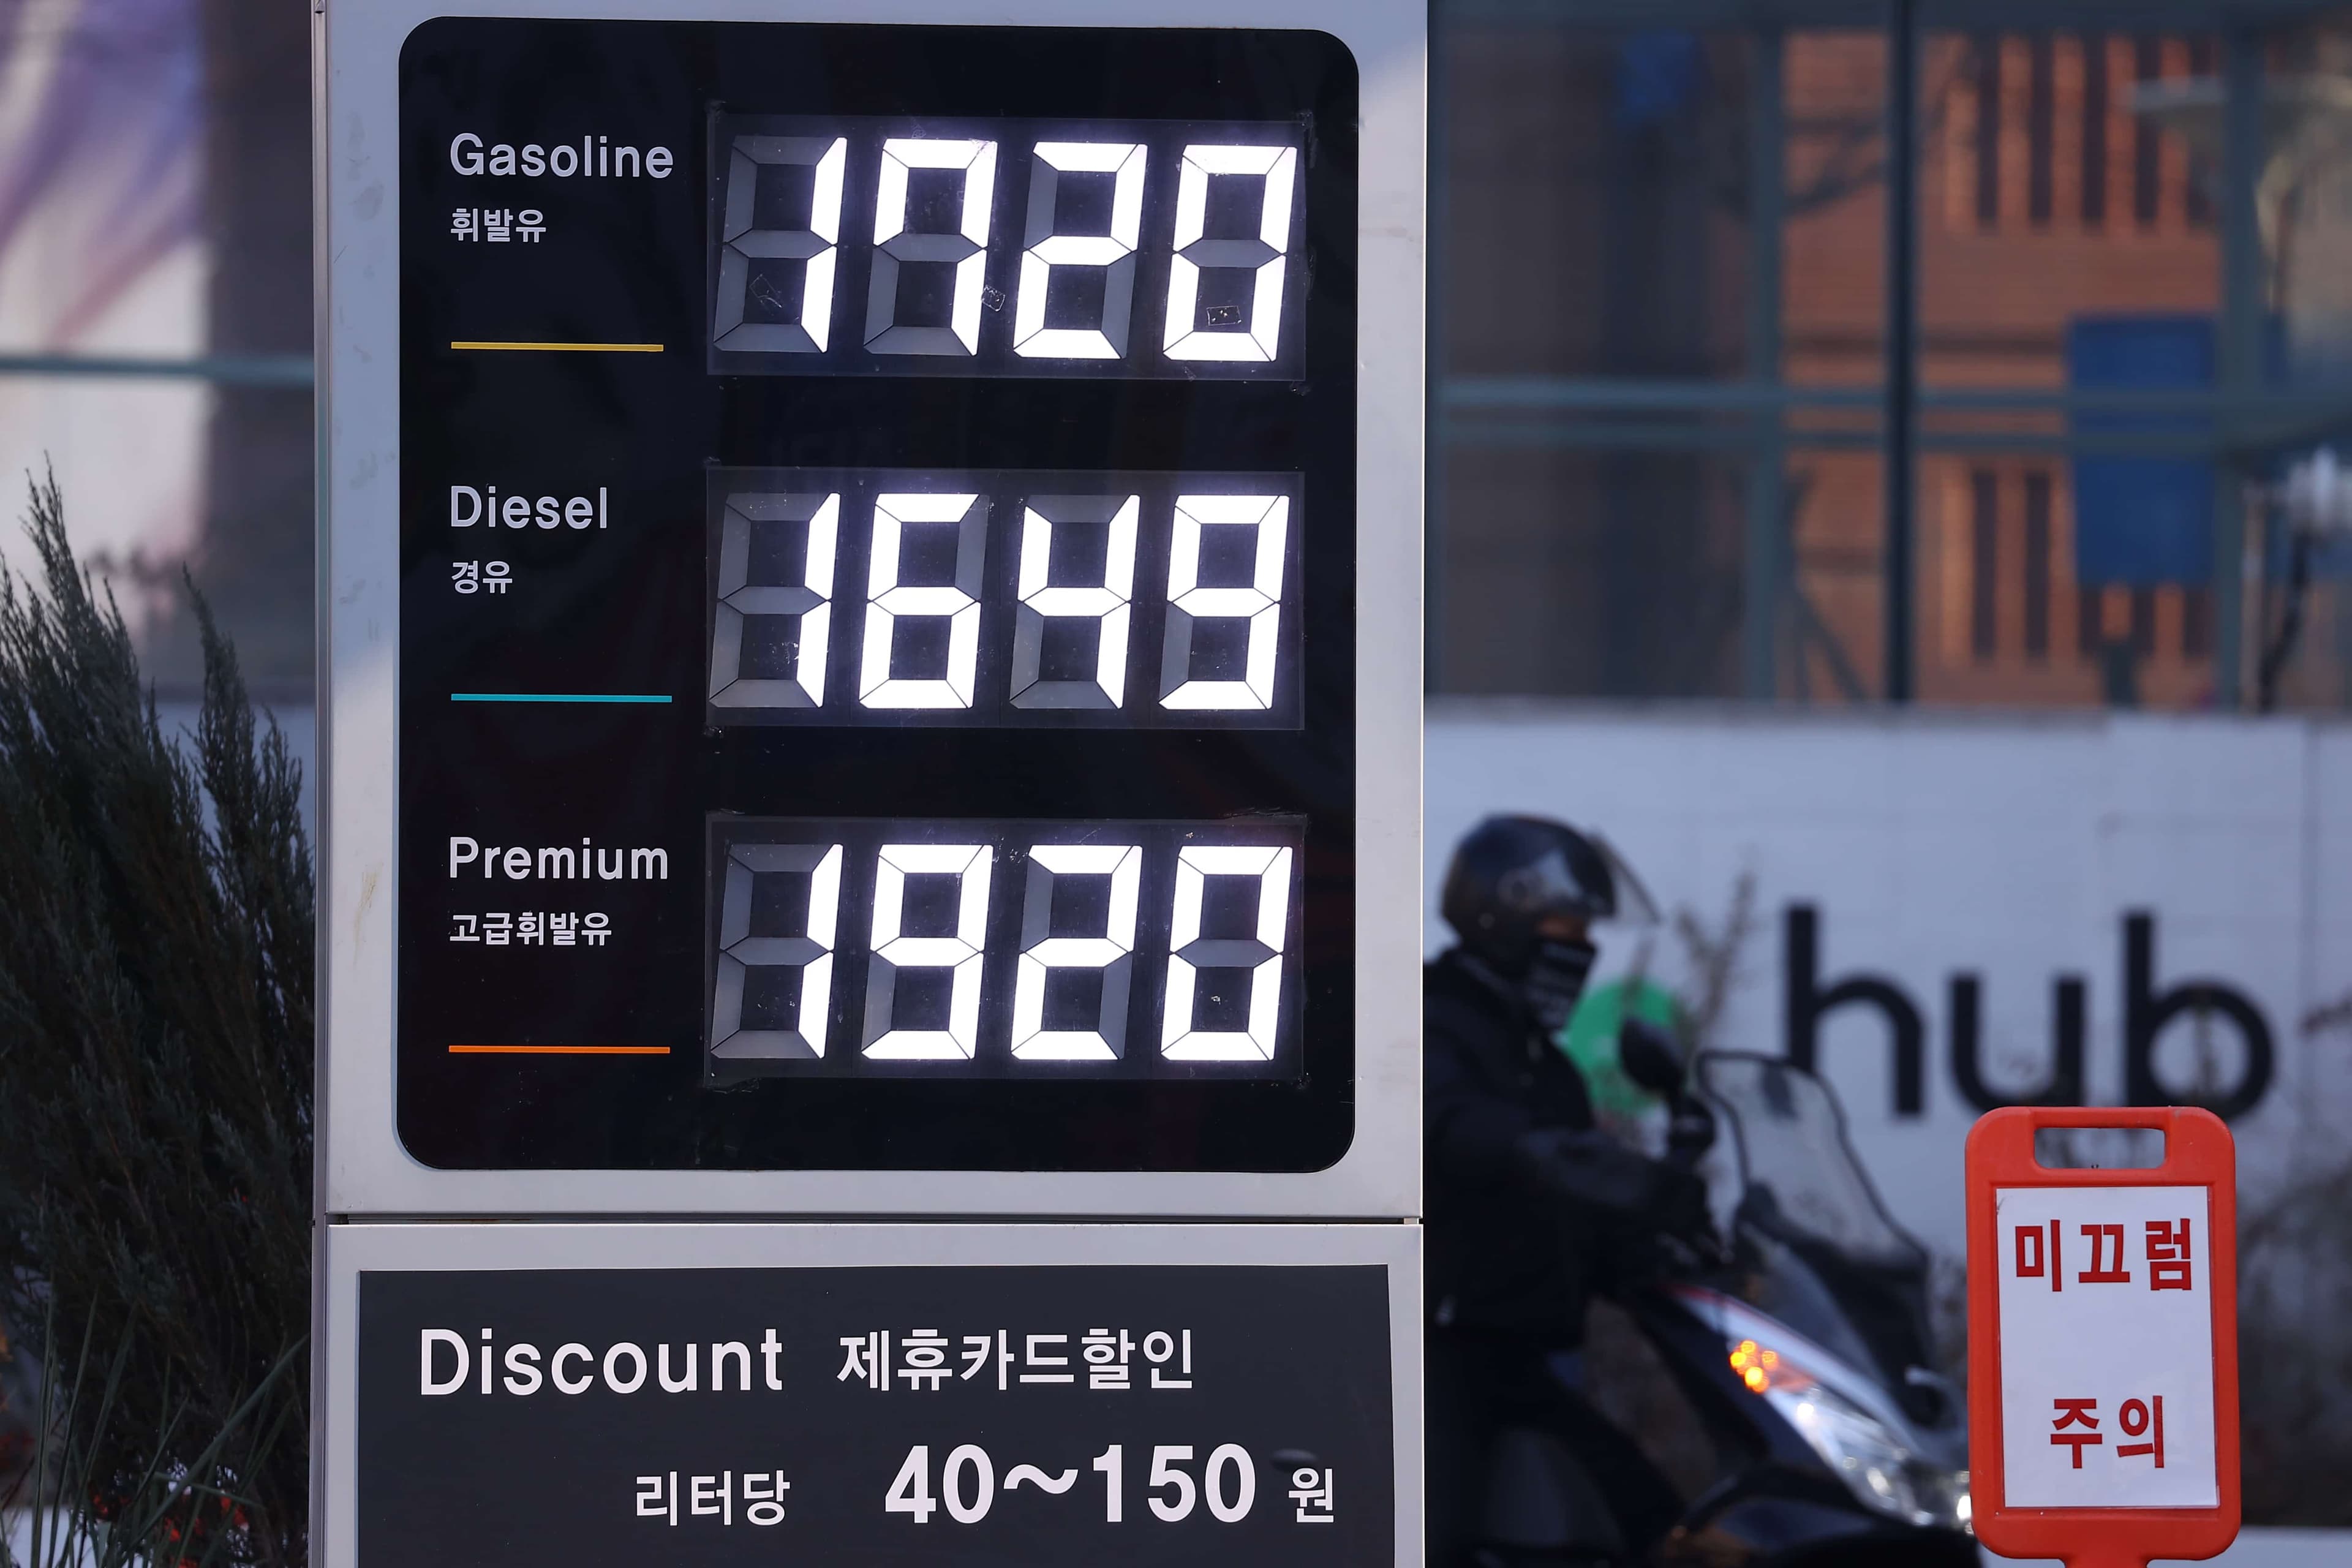 Gasoline 1720
휘발유
Diesel 1649
경유
Premium 1920
고급휘발유
Discount 제휴카드할인
리터당 40~150 원
hub
미끄럼
주의